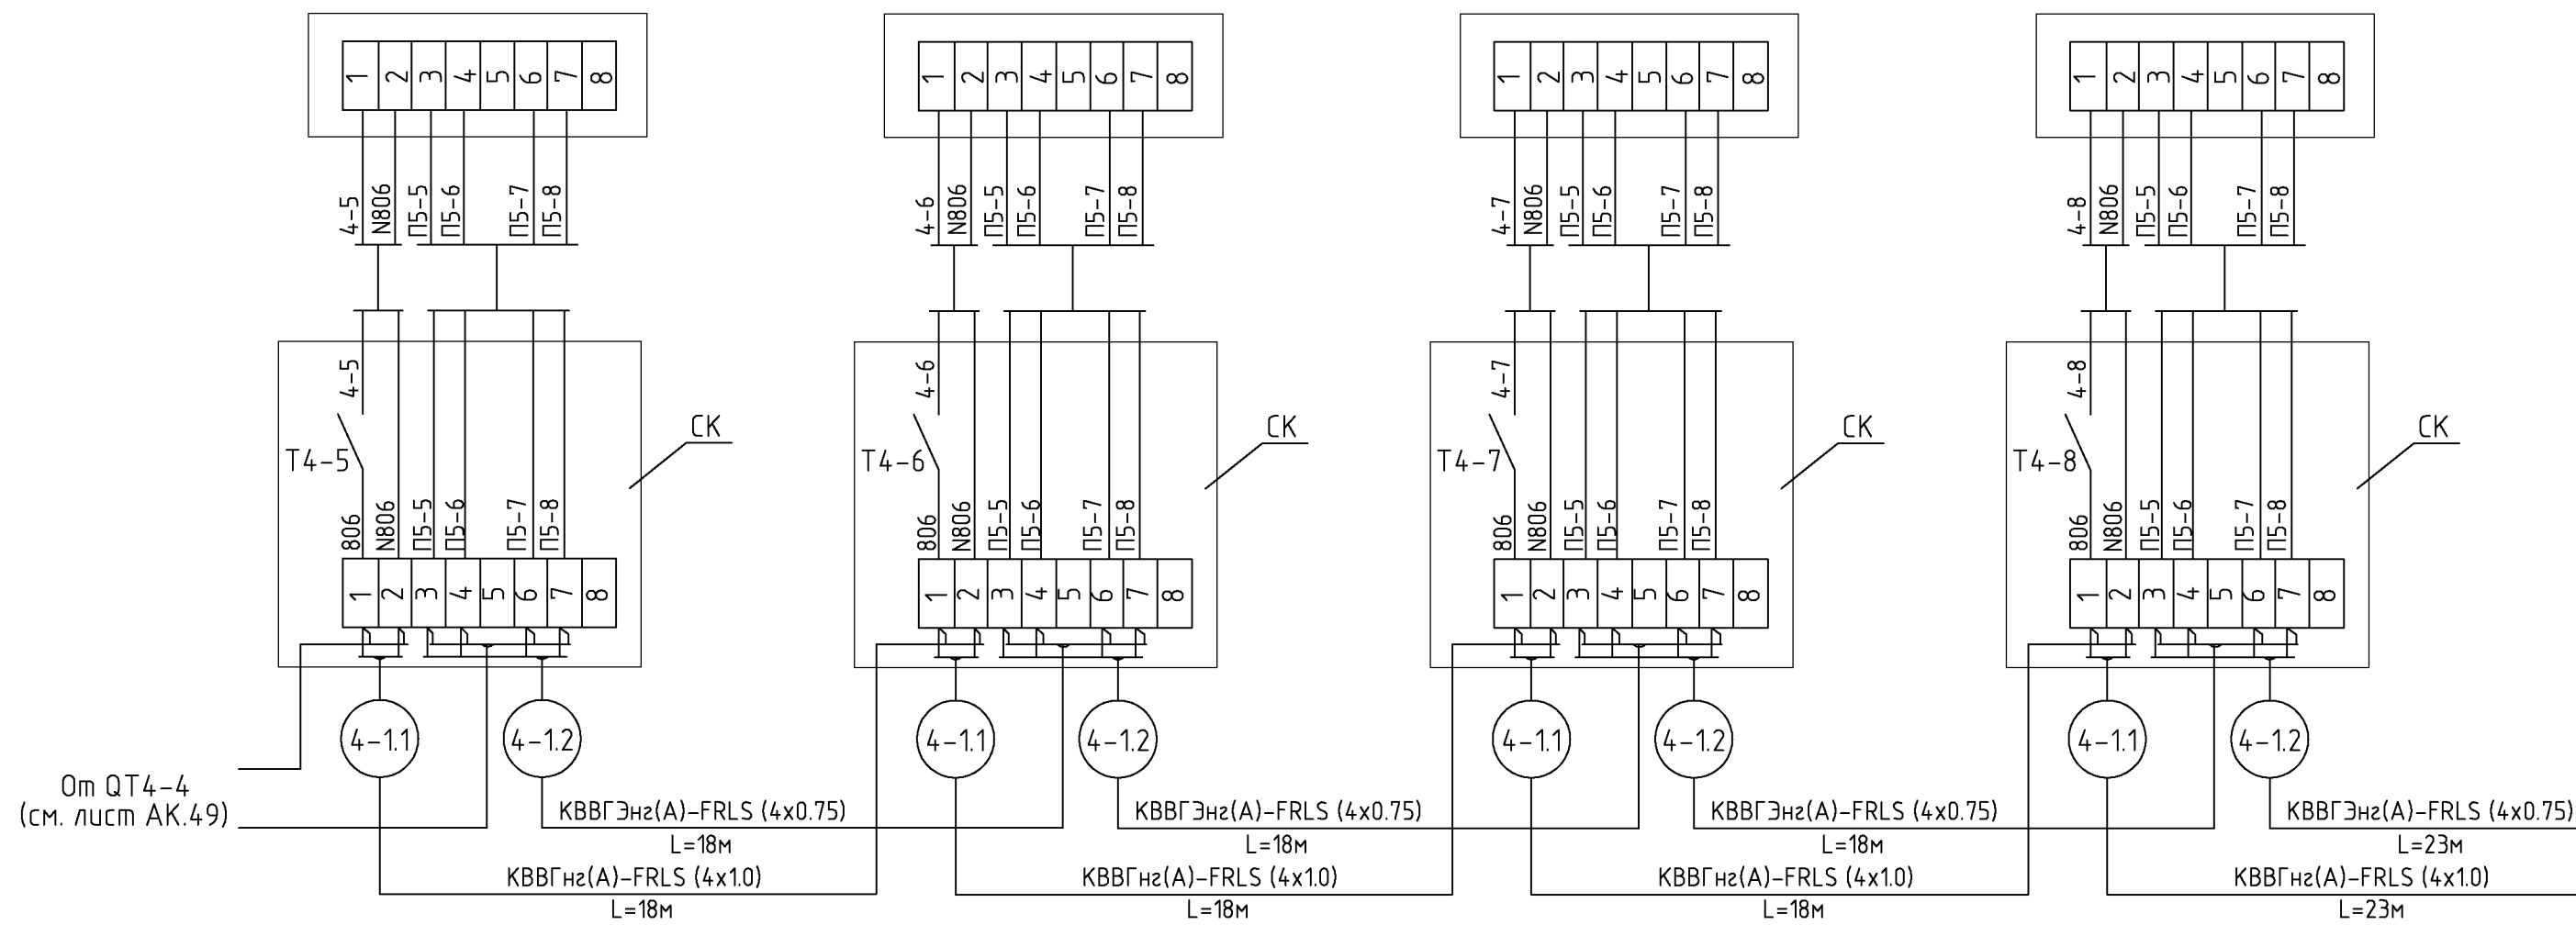 1 2 3 4 5 6 7 8
1 2 3 4 5 6 7 8
1 2 3 4 5 6 7 8
1 2 3 4 5 6 7 8
4-5 N806 П5-5 П5-6 П5-7 П5-8
4-6 N806 П5-5 П5-6 П5-7 П5-8
4-7 N806 П5-5 П5-6 П5-7 П5-8
4-8 N806 П5-5 П5-6 П5-7 П5-8
4-5
4-6
4-7
4-8
СК
СК
СК
СК
Т4-5
Т4-6
Т4-7
Т4-8
806 N806 П5-5 П5-6 П5-7 П5-8
806 N806 П5-5 П5-6 П5-7 П5-8
806 N806 П5-5 П5-6 П5-7 П5-8
806 N806 П5-5 П5-6 П5-7 П5-8
1 2 3 4 5 6 7 8
1 2 3 4 5 6 7 8
1 2 3 4 5 6 7 8
1 2 3 4 5 6 7 8
4-1.1
4-1.2
4-1.1
4-1.2
4-1.1
4-1.2
4-1.1
4-1.2
От QT4-4
(см. лист АК.49)
КВВГЭнг(А)-FRLS (4х0.75)
L=18м
КВВГЭнг(А)-FRLS (4х0.75)
L=18м
КВВГЭнг(А)-FRLS (4х0.75)
L=18м
КВВГЭнг(А)-FRLS (4х0.75)
L=23м
КВВГнг(А)-FRLS (4х1.0)
L=18м
КВВГнг(А)-FRLS (4х1.0)
L=18м
КВВГнг(А)-FRLS (4х1.0)
L=18м
КВВГнг(А)-FRLS (4х1.0)
L=23м